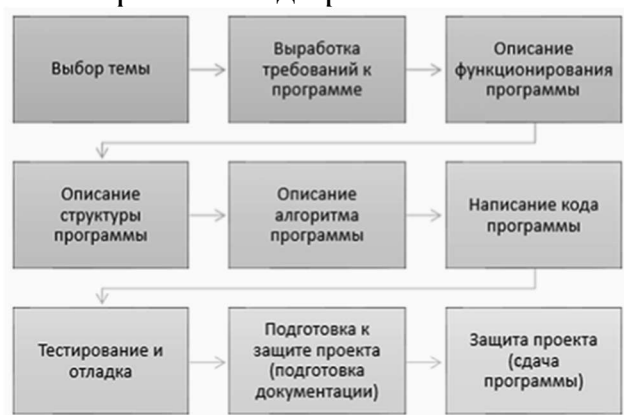 Выбор темы
Выработка
требований к
программе
Описание
функционирования
программы
Описание
структуры
программы
Описание
алгоритма
программы
Написание кода
программы
Тестирование и
отладка
Подготовка к
защите проекта
(подготовка
документации)
Защита проекта
(сдача
программы)